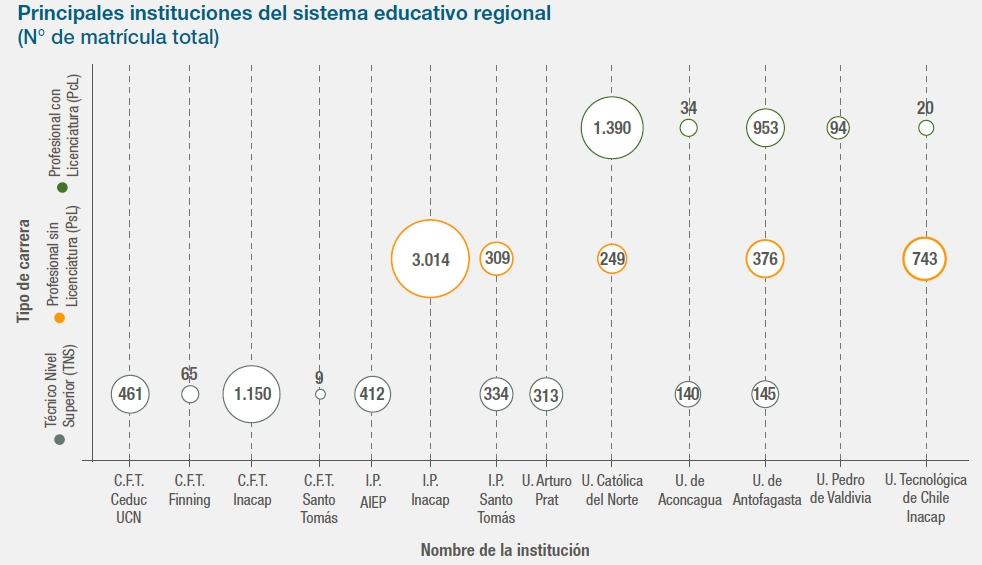 Principales instituciones del sistema educativo regional
(N° de matrícula total)
Tipo de carrera
Profesional con
Licenciatura (PcL)
1.390
34
953
94
20
Profesional sin
Licenciatura (PsL)
3.014
309
249
376
743
Técnico Nivel
Superior (TNS)
461
65
1.150
9
412
334
313
140
145
C.F.T.
Ceduc
UCN
C.F.T.
Finning
C.F.T.
Inacap
C.F.T.
Santo
Tomás
I.P.
AIEP
I.P.
Inacap
I.P.
Santo
Tomás
U. Arturo
Prat
U. Católica
del Norte
U. de
Aconcagua
U. de
Antofagasta
U. Pedro
de Valdivia
U. Tecnológica
de Chile
Inacap
Nombre de la institución